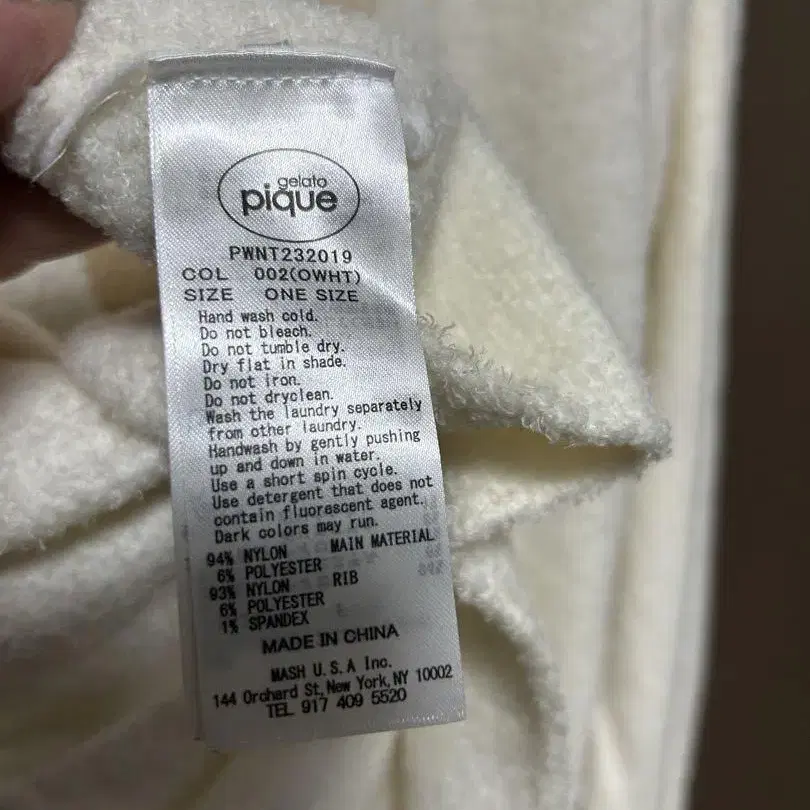 gelato
pique
PWNT232019
COL 002(OWHT)
SIZE ONE SIZE
Hand wash cold.
Do not bleach.
Do not tumble dry.
Dry flat in shade.
Do not iron.
Do not dryclean.
Wash the laundry separately
from other laundry.
Handwash by gently pushing
up and down in water.
Use a short spin cycle.
Use detergent that does not
contain fluorescent agent.
Dark colors may run.
94% NYLON MAIN MATERIAL
6% POLYESTER
93% NYLON RIB
6% POLYESTER
1% SPANDEX
MADE IN CHINA
MASH U.S.A Inc.
144 Orchard St, New York, NY 10002
TEL 917 409 5520